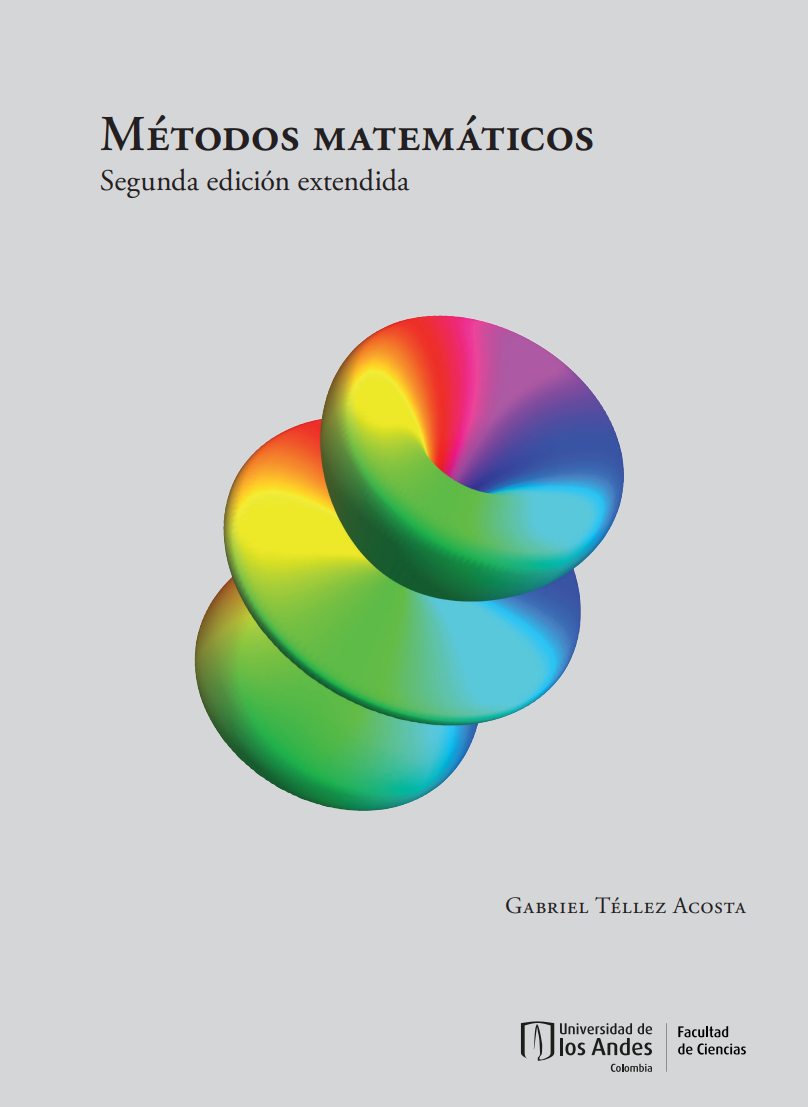 Métodos matemáticos
Segunda edición extendida
Gabriel Téllez Acosta
Universidad de
los Andes
Colombia
Facultad
de Ciencias